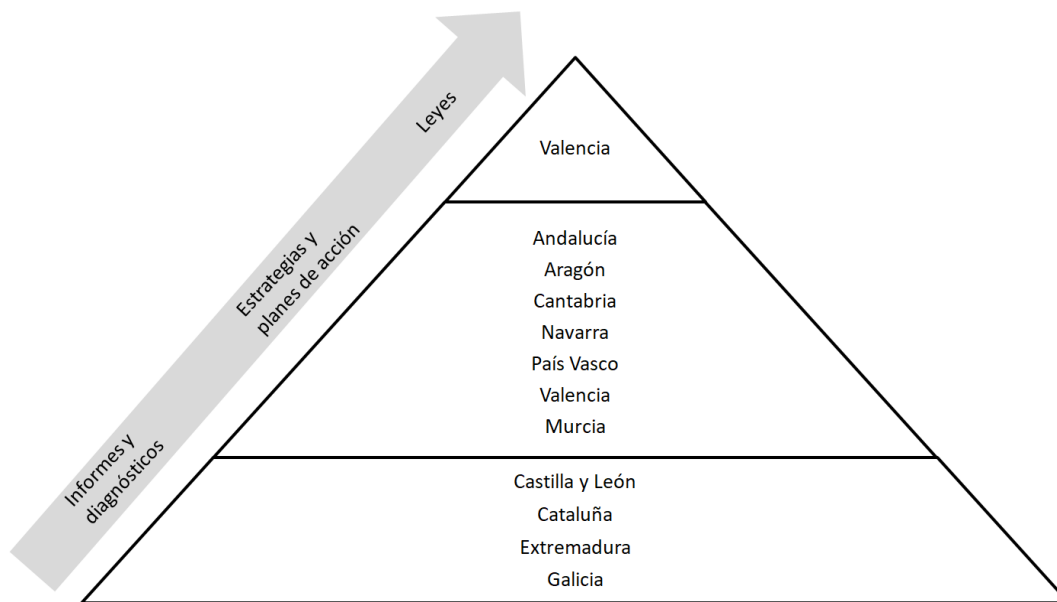 Leyes
Estrategias y
planes de acción
Informes y
diagnósticos
Valencia
Andalucía
Aragón
Cantabria
Navarra
País Vasco
Valencia
Murcia
Castilla y León
Cataluña
Extremadura
Galicia